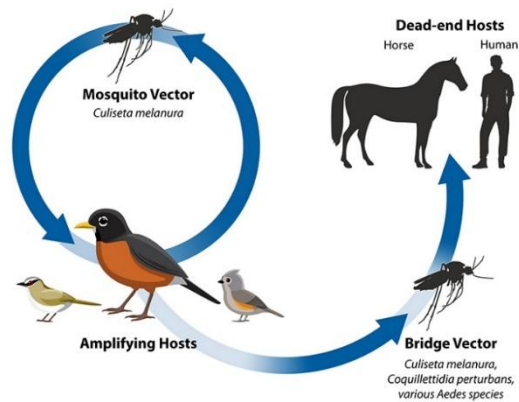 Mosquito Vector
Culiseta melanura
Dead-end Hosts
Horse
Human
Amplifying Hosts
Bridge Vector
Culiseta melanura,
Coquillettidia perturbans,
various Aedes species